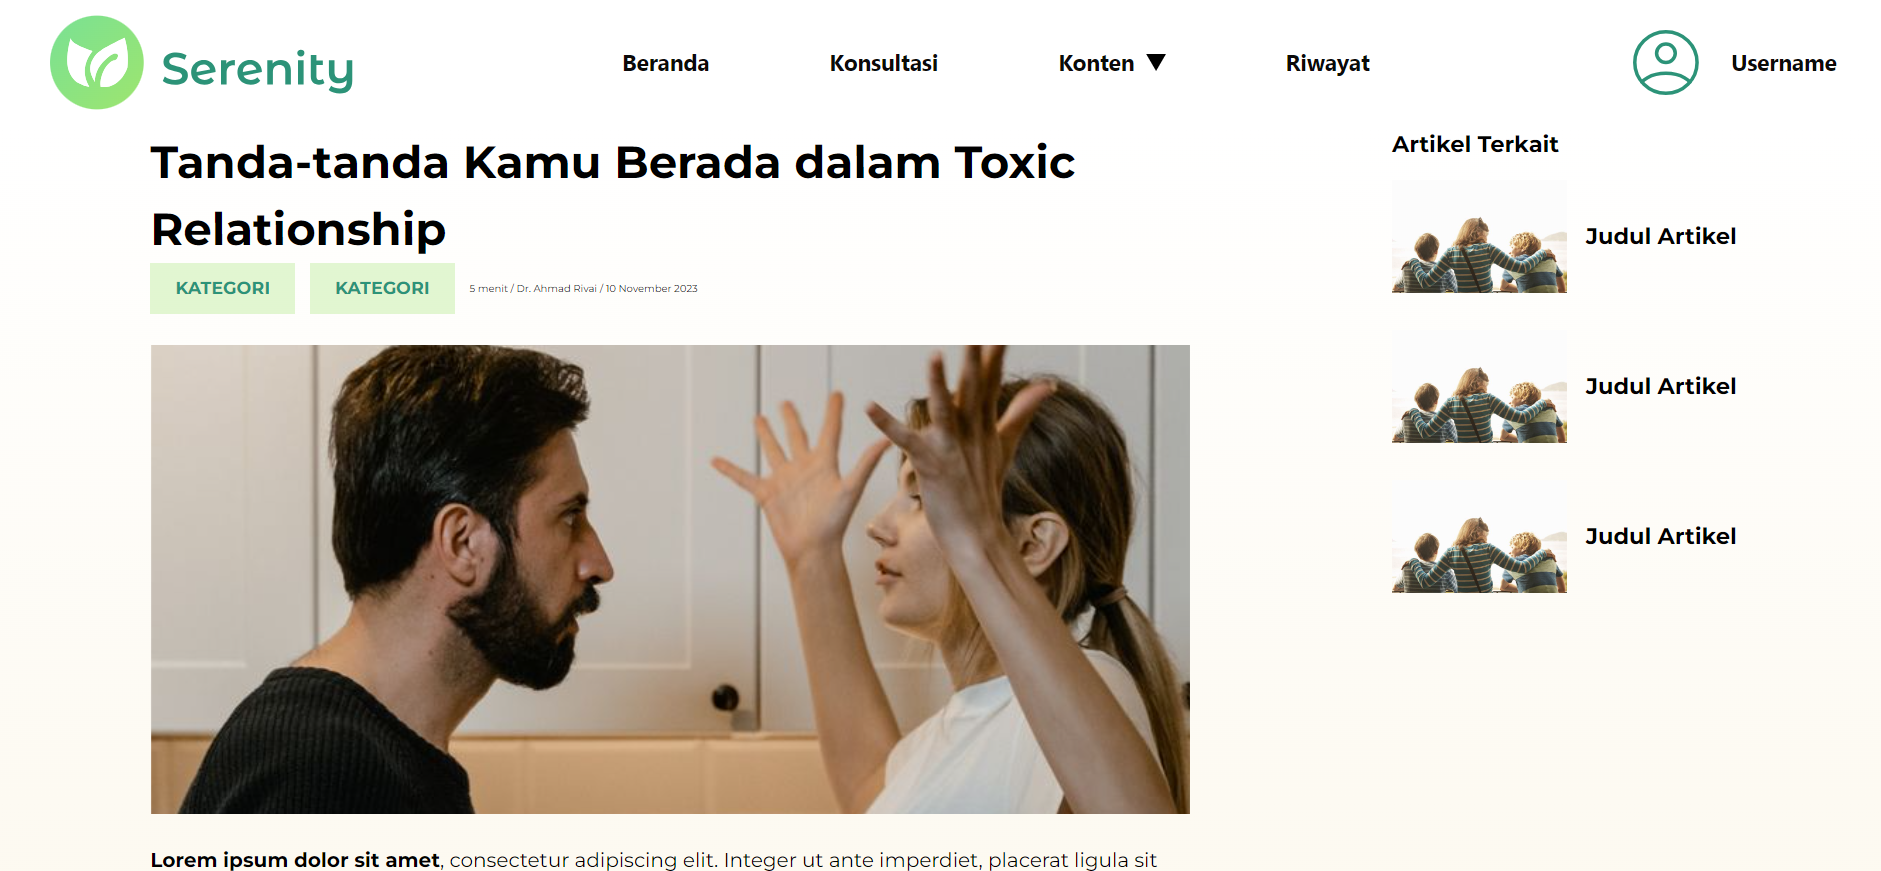 Serenity
Beranda
Konsultasi
Konten
Riwayat
Username
Tanda-tanda Kamu Berada dalam Toxic
Relationship
KATEGORI
KATEGORI
5 menit / Dr. Ahmad Rivai / 10 November 2023
Lorem ipsum dolor sit amet, consectetur adipiscing elit. Integer ut ante imperdiet, placerat ligula sit
Artikel Terkait
Judul Artikel
Judul Artikel
Judul Artikel